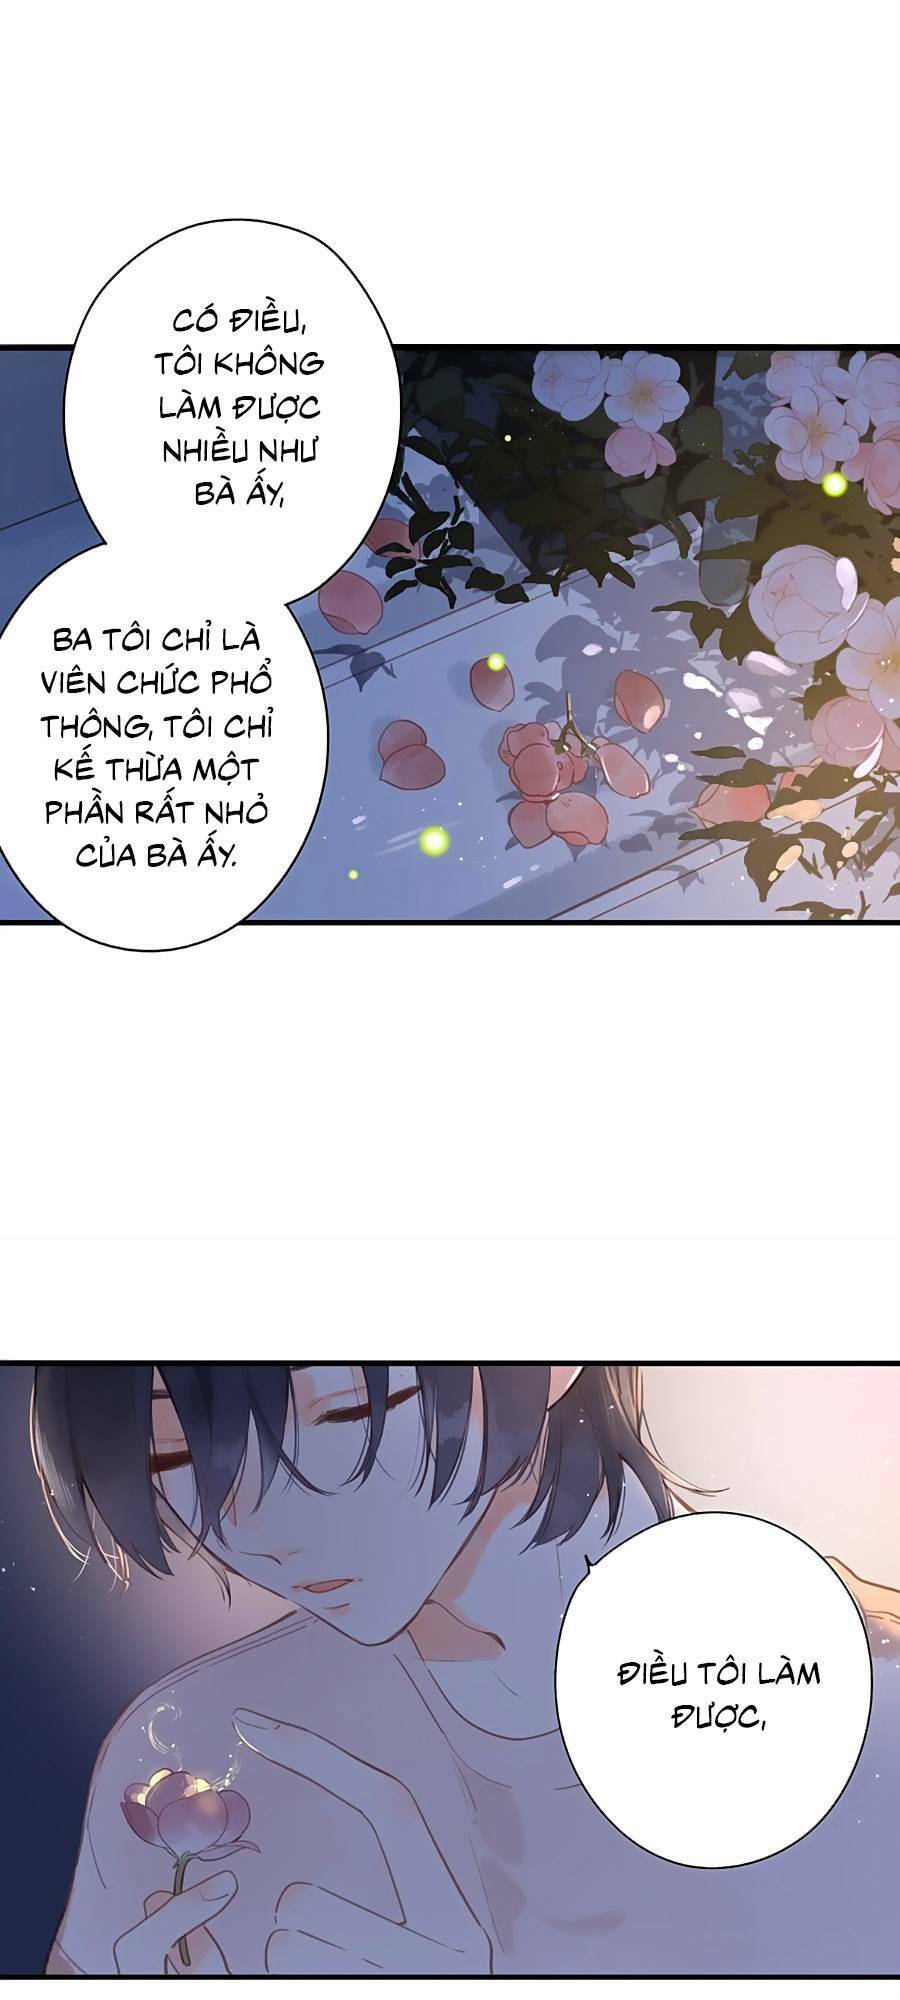 CÓ ĐIỀU,
TÔI KHÔNG
LÀM ĐƯỢC
NHIỀU NHƯ
BÀ ẤY,
BA TÔI CHỈ LÀ
VIÊN CHỨC PHỔ
THÔNG, TÔI CHỈ
KẾ THỪA MỘT
PHẦN RẤT NHỎ
CỦA BÀ ẤY.
ĐIỀU TÔI LÀM
ĐƯỢC,